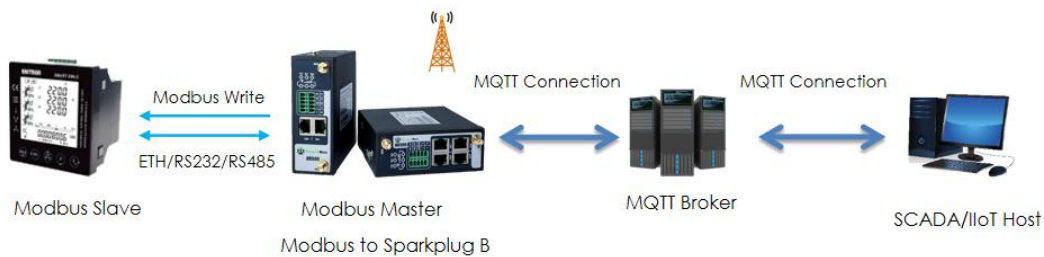 MQTT Connection
MQTT Connection
Modbus Write
ETH/RS232/RS485
Modbus Slave
Modbus Master
MQTT Broker
SCADA/IIoT Host
Modbus to Sparkplug B